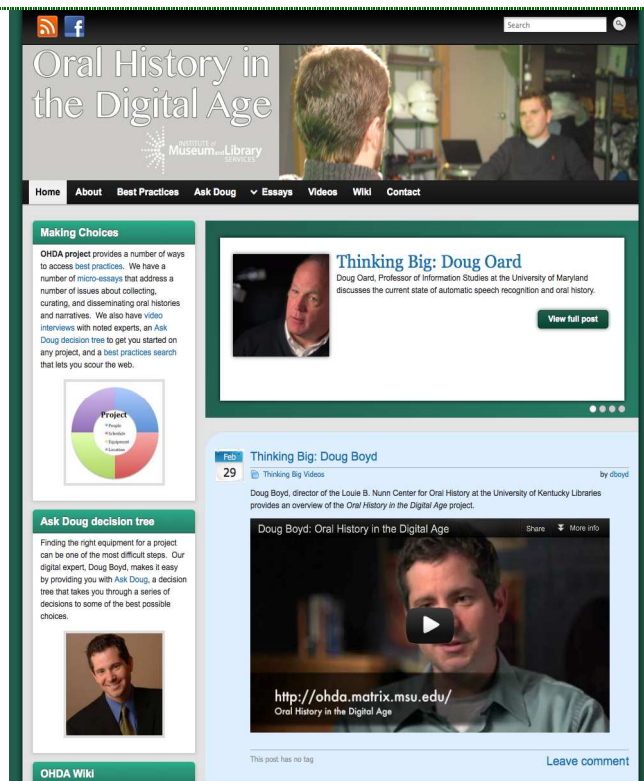 Search
Oral History in
the Digital Age
INSTITUTE of
Museum and Library
SERVICES
Home About Best Practices Ask Doug Essays Videos Wiki Contact
Making Choices
OHDA project provides a number of ways
to access best practices. We have a
number of micro-essays that address a
number of issues about collecting,
curating, and disseminating oral histories
and narratives. We also have video
interviews with noted experts, an Ask
Doug decision tree to get you started on
any project, and a best practices search
that lets you scour the web.
Project
People
Schedule
Equipment
Location
Ask Doug decision tree
Finding the right equipment for a project
can be one of the most difficult steps. Our
digital expert, Doug Boyd, makes it easy
by providing you with Ask Doug, a decision
tree that takes you through a series of
decisions to some of the best possible
choices.
OHDA Wiki
Thinking Big: Doug Oard
Doug Oard, Professor of Information Studies at the University of Maryland
discusses the current state of automatic speech recognition and oral history.
View full post
Feb
29
Thinking Big: Doug Boyd
Thinking Big Videos by dboyd
Doug Boyd, director of the Louie B. Nunn Center for Oral History at the University of Kentucky Libraries
provides an overview of the Oral History in the Digital Age project.
Doug Boyd: Oral History in the Digital Age Share More info
http://ohda.matrix.msu.edu/
Oral History in the Digital Age
This post has no tag Leave comment